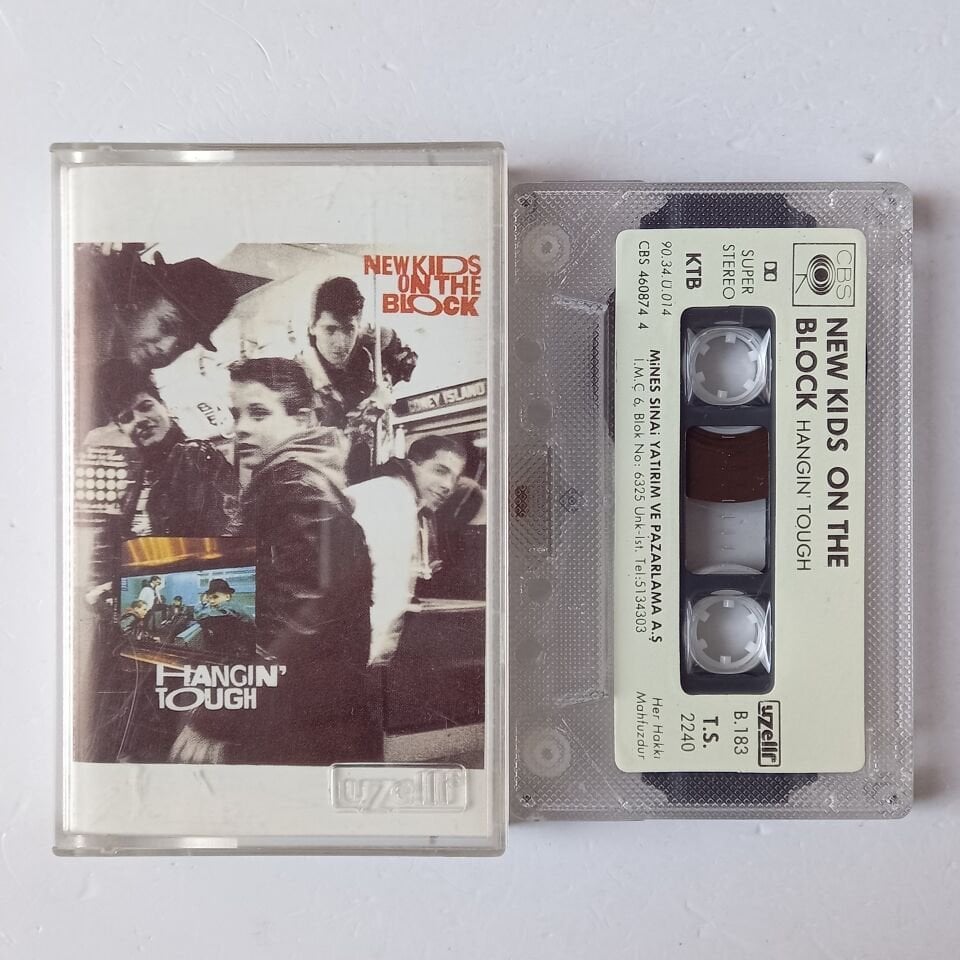 NEW KIDS
ON THE
BLOCK
CONEY ISLAND
HANGIN'
TOUGH
uzelli
CBS
NEW KIDS ON THE
BLOCK HANGIN' TOUGH
SUPER
STEREO
KTB
90.34.U.014
CBS 460874 4
MİNES SINAİ YATIRIM VE PAZARLAMA A.Ş
İ.M.Ç 6, Blok No: 6325 Unk-İst. Tel:5134303
uzelli
B.183
T.S.
2240
Her Hakkı
Mahfuzdur